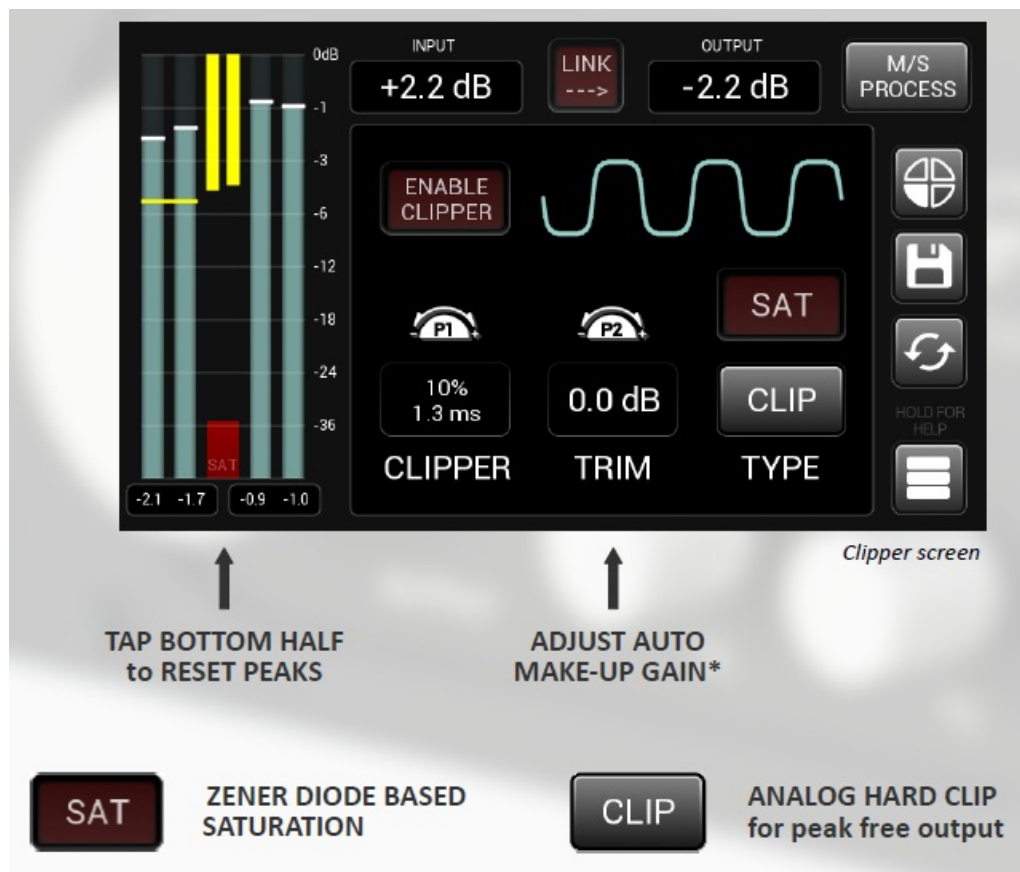 0dB
-1
-3
-6
-12
-18
-24
-36
SAT
-2.1 -1.7 -0.9 -1.0
INPUT
+2.2 dB
LINK
--->
OUTPUT
-2.2 dB
M/S
PROCESS
ENABLE
CLIPPER
P1
- +
P2
- +
SAT
10%
1.3 ms
0.0 dB
CLIP
CLIPPER
TRIM
TYPE
HOLD FOR
HELP
Clipper screen
TAP BOTTOM HALF
to RESET PEAKS
ADJUST AUTO
MAKE-UP GAIN*
SAT
ZENER DIODE BASED
SATURATION
CLIP
ANALOG HARD CLIP
for peak free output